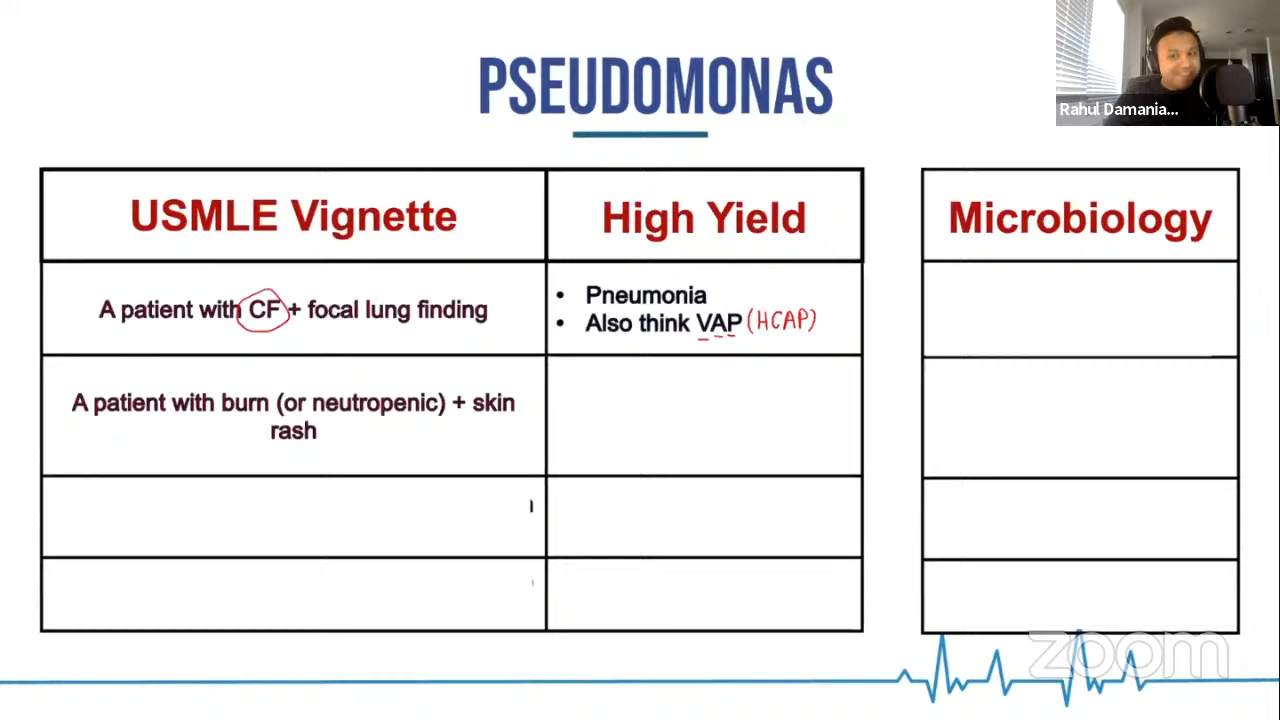 PSEUDOMONAS
Rahul Damania...
USMLE Vignette
High Yield
Microbiology
A patient with CF + focal lung finding
• Pneumonia
• Also think VAP (HCAP)
A patient with burn (or neutropenic) + skin
rash
zoom